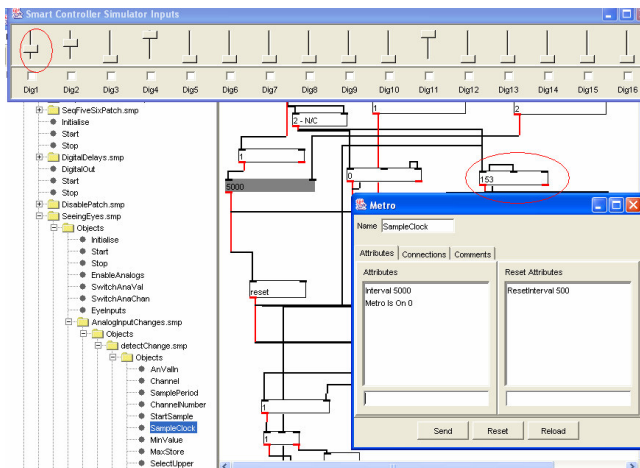 Smart Controller Simulator Inputs
Dig1 Dig2 Dig3 Dig4 Dig5 Dig6 Dig7 Dig8 Dig9 Dig10 Dig11 Dig12 Dig13 Dig14 Dig15 Dig16
SeqFiveSixPatch.smp
Initialise
Start
Stop
DigitalDelays.smp
DigitalOut
Start
Stop
DisablePatch.smp
SeeingEyes.smp
Objects
Initialise
Start
Stop
EnableAnalogs
SwitchAnaVal
SwitchAnaChan
EyeInputs
AnalogInputChanges.smp
Objects
detectChange.smp
Objects
AnValIn
Channel
SamplePeriod
ChannelNumber
StartSample
SampleClock
MinValue
MaxStore
SelectUpper
2 - N/C
1
2
1
5000
0
153
reset
1
1
Metro
Name SampleClock
Attributes Connections Comments
Attributes
Interval 5000
Metro Is On 0
Reset Attributes
ResetInterval 500
Send Reset Reload